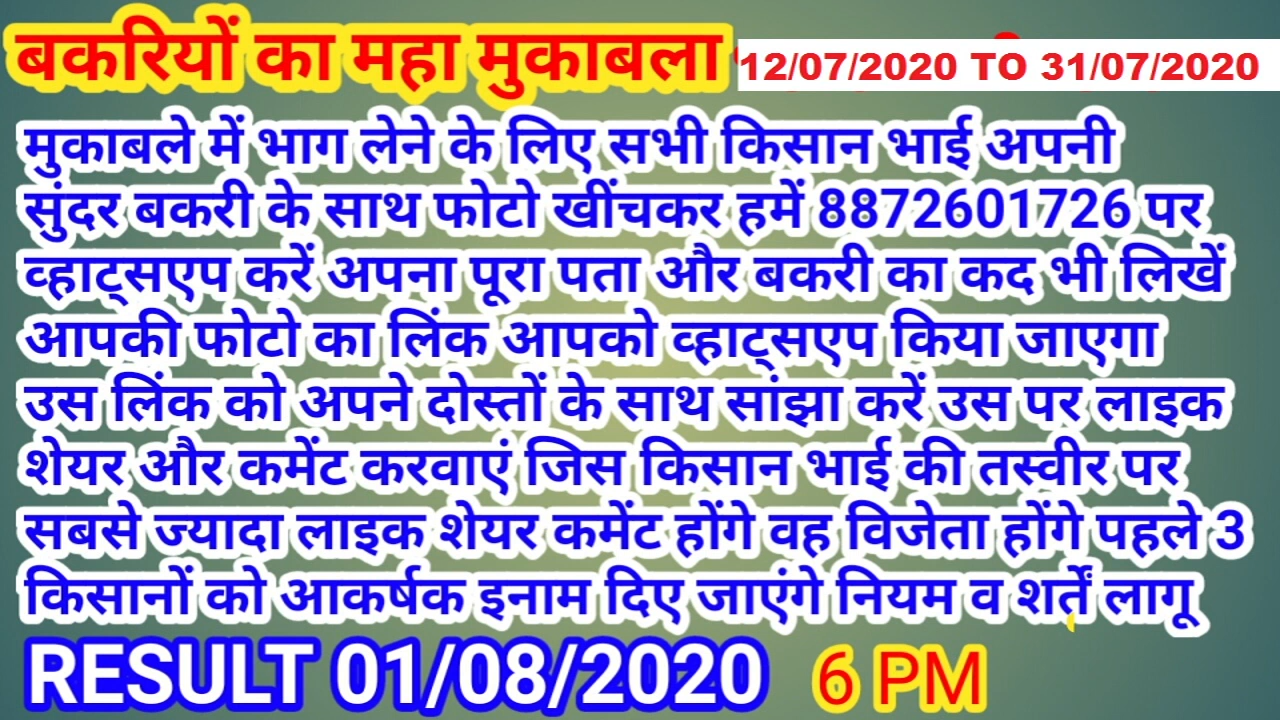 बकरियों का महा मुकाबला 12/07/2020 TO 31/07/2020
मुकाबले में भाग लेने के लिए सभी किसान भाई अपनी
सुंदर बकरी के साथ फोटो खींचकर हमें 8872601726 पर
व्हाट्सएप करें अपना पूरा पता और बकरी का कद भी लिखें
आपकी फोटो का लिंक आपको व्हाट्सएप किया जाएगा
उस लिंक को अपने दोस्तों के साथ सांझा करें उस पर लाइक
शेयर और कमेंट करवाएं जिस किसान भाई की तस्वीर पर
सबसे ज्यादा लाइक शेयर कमेंट होंगे वह विजेता होंगे पहले 3
किसानों को आकर्षक इनाम दिए जाएंगे नियम व शर्तें लागू
RESULT 01/08/2020 6 PM